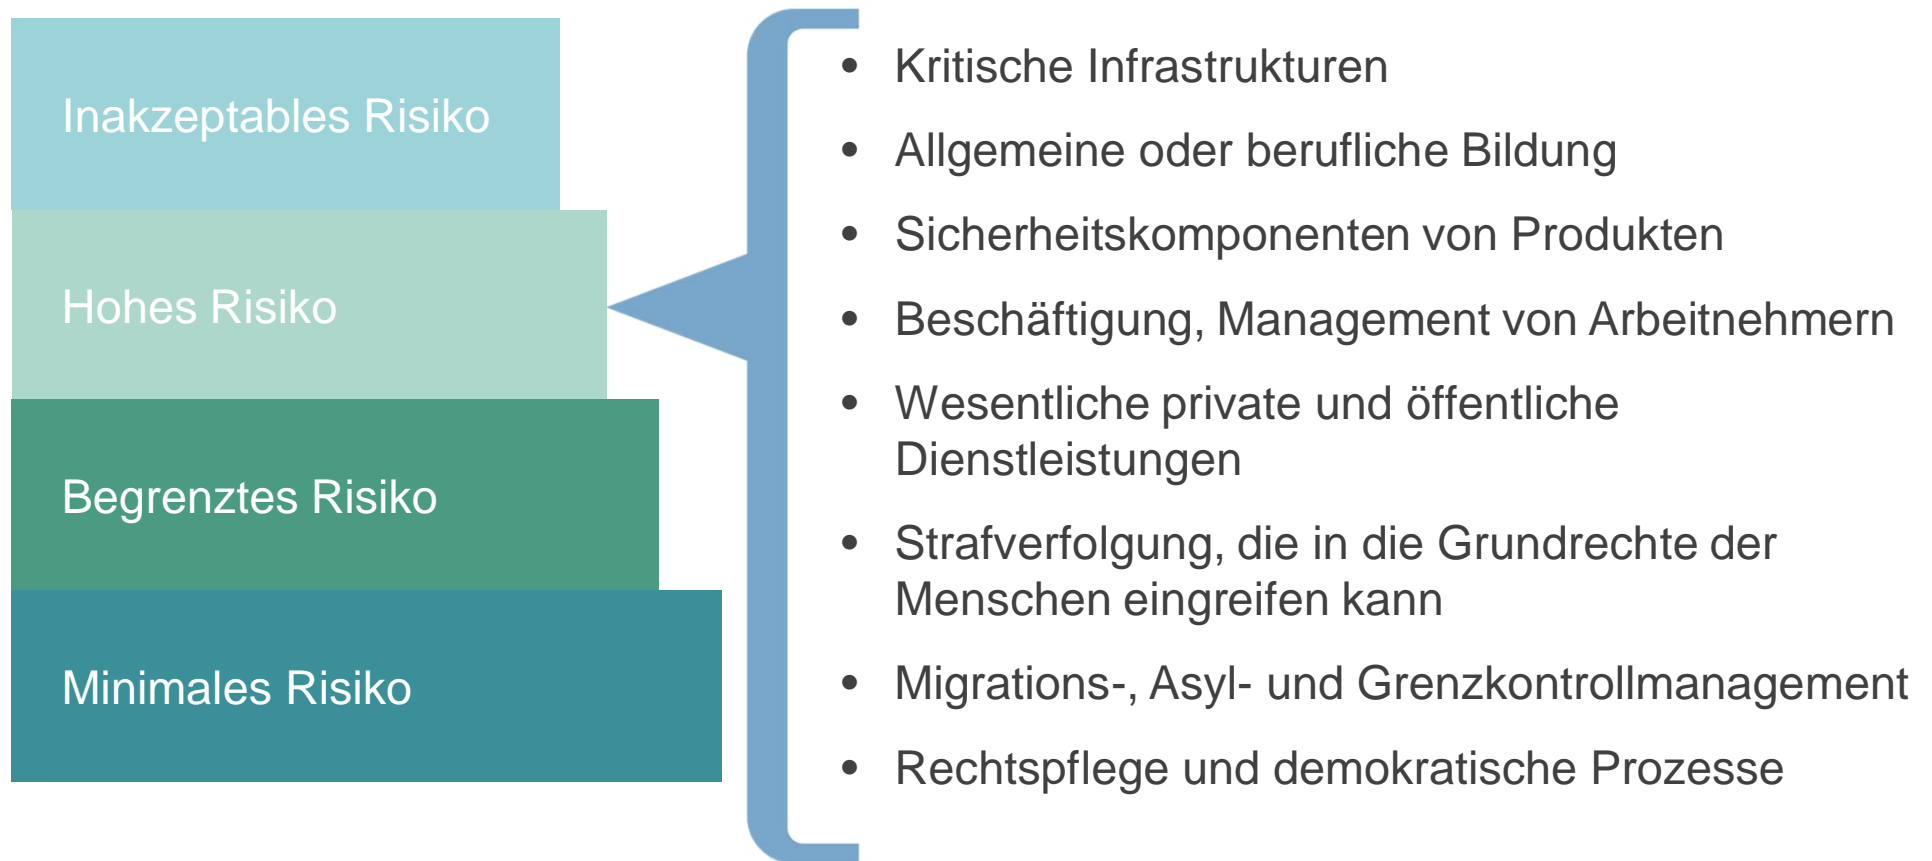 Inakzeptables Risiko
Hohes Risiko
Begrenztes Risiko
Minimales Risiko
• Kritische Infrastrukturen
• Allgemeine oder berufliche Bildung
• Sicherheitskomponenten von Produkten
• Beschäftigung, Management von Arbeitnehmern
• Wesentliche private und öffentliche
Dienstleistungen
• Strafverfolgung, die in die Grundrechte der
Menschen eingreifen kann
• Migrations-, Asyl- und Grenzkontrollmanagement
• Rechtspflege und demokratische Prozesse